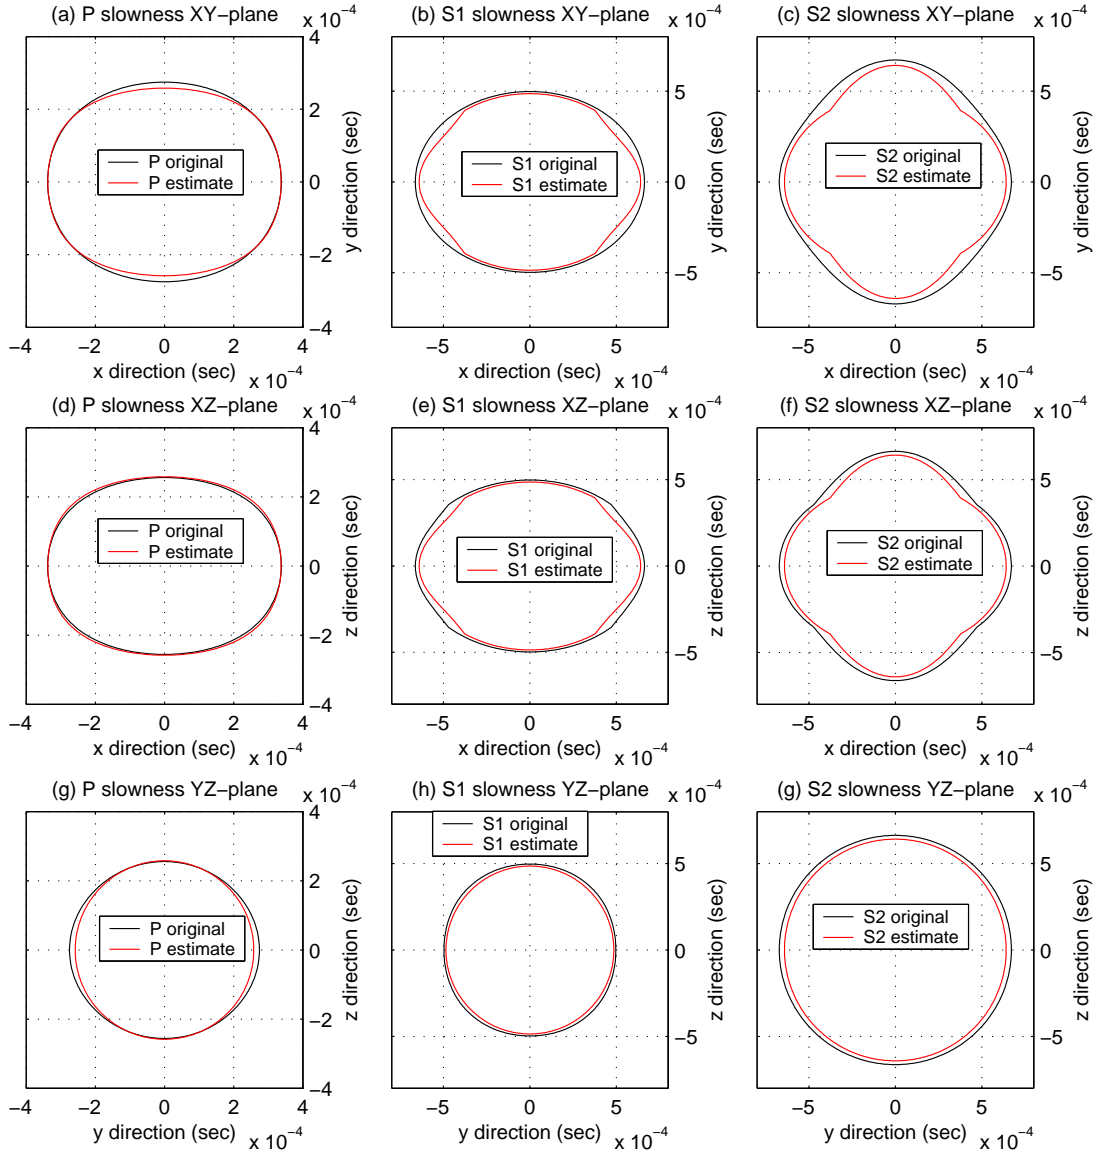 (a) P slowness XY−plane
x 10−4
4
2
0
−2
−4
y direction (sec)
P original
P estimate
−4 −2 0 2 4
x direction (sec) x 10−4
(b) S1 slowness XY−plane
x 10−4
5
0
−5
y direction (sec)
S1 original
S1 estimate
−5 0 5
x direction (sec) x 10−4
(c) S2 slowness XY−plane
x 10−4
5
0
−5
y direction (sec)
S2 original
S2 estimate
−5 0 5
x direction (sec) x 10−4
(d) P slowness XZ−plane
x 10−4
4
2
0
−2
−4
z direction (sec)
P original
P estimate
−4 −2 0 2 4
x direction (sec)
x 10−4
(e) S1 slowness XZ−plane
x 10−4
5
0
−5
z direction (sec)
S1 original
S1 estimate
−5 0 5
x direction (sec)
x 10−4
(f) S2 slowness XZ−plane
x 10−4
5
0
−5
z direction (sec)
S2 original
S2 estimate
−5 0 5
x direction (sec)
x 10−4
(g) P slowness YZ−plane
x 10−4
4
2
0
−2
−4
z direction (sec)
P original
P estimate
−4 −2 0 2 4
y direction (sec)
x 10−4
(h) S1 slowness YZ−plane
x 10−4
S1 original
S1 estimate
5
0
−5
z direction (sec)
−5 0 5
y direction (sec)
x 10−4
(g) S2 slowness YZ−plane
x 10−4
5
0
−5
z direction (sec)
S2 original
S2 estimate
−5 0 5
y direction (sec)
x 10−4